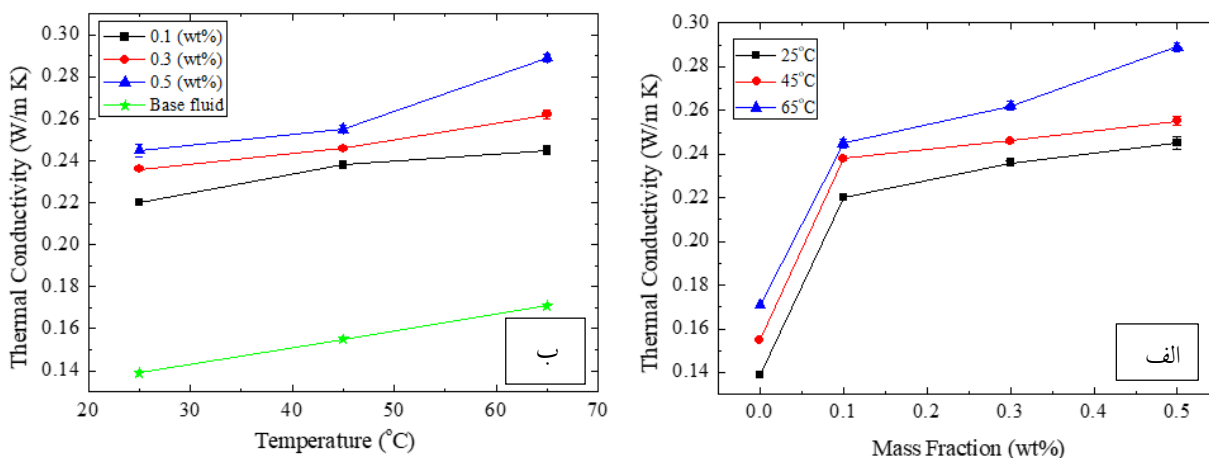 Thermal Conductivity (W/m K)
0.30
0.28
0.26
0.24
0.22
0.20
0.18
0.16
0.14
0.1 (wt%)
0.3 (wt%)
0.5 (wt%)
Base fluid
ب
20 30 40 50 60 70
Temperature (°C)
Thermal Conductivity (W/m K)
0.30
0.28
0.26
0.24
0.22
0.20
0.18
0.16
0.14
25°C
45°C
65°C
الف
0.0 0.1 0.2 0.3 0.4 0.5
Mass Fraction (wt%)